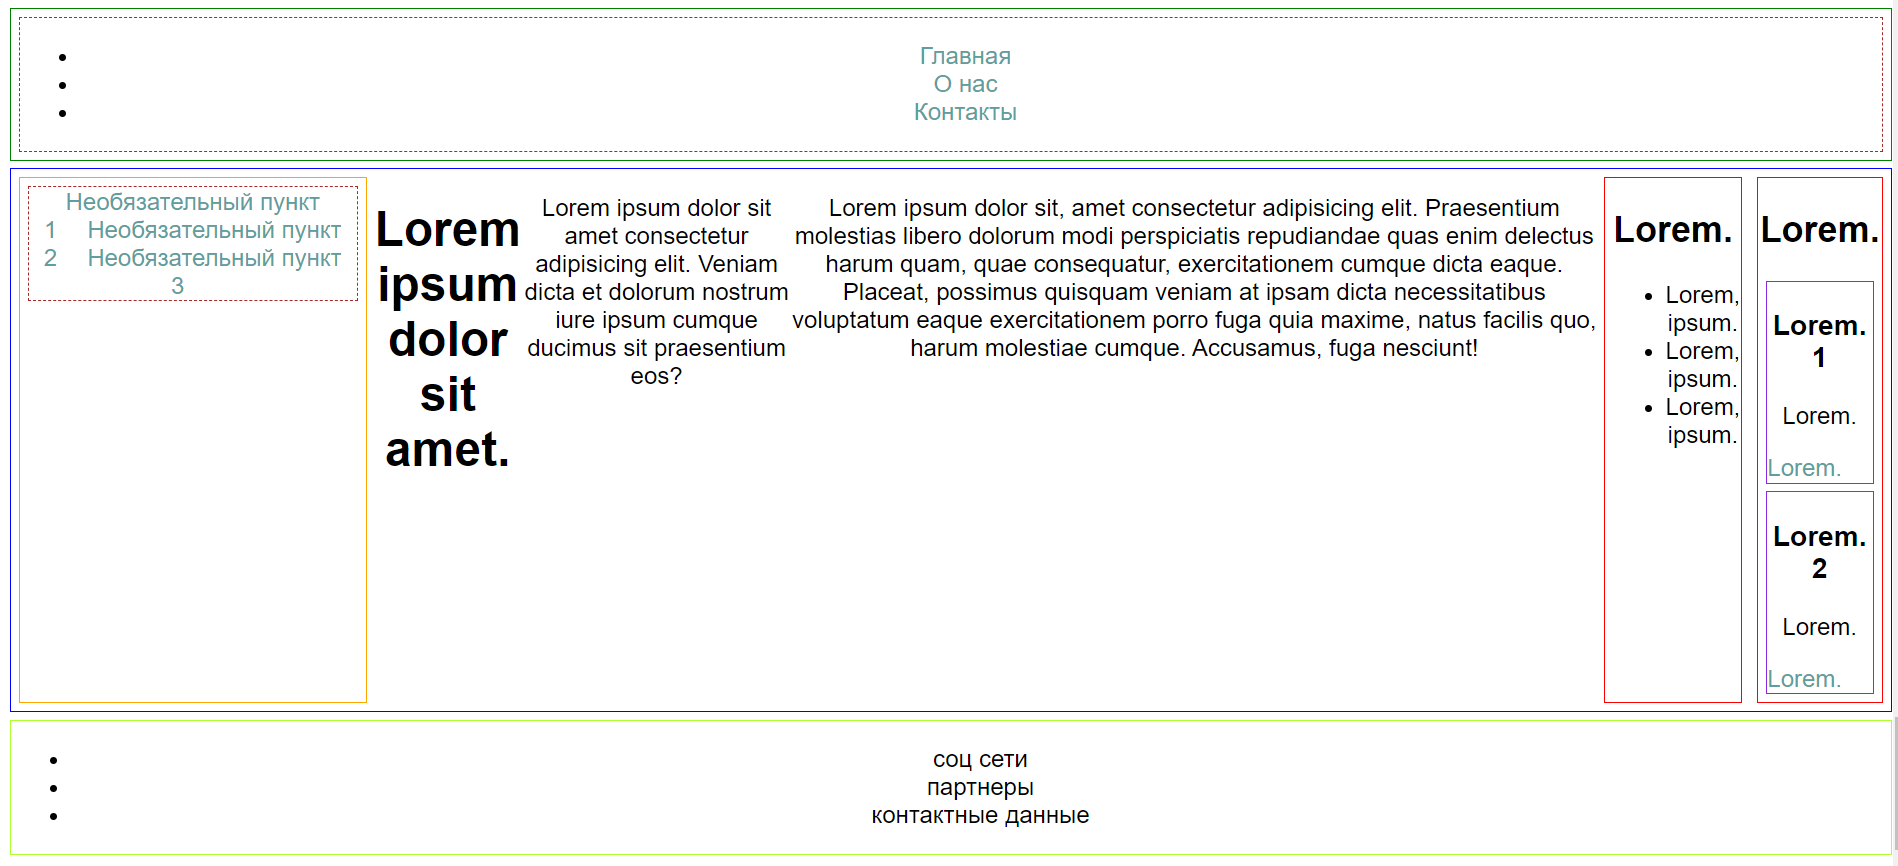 Главная
О нас
Контакты
Необязательный пункт
1 Необязательный пункт
2 Необязательный пункт
3
Lorem
ipsum
dolor
sit
amet.
Lorem ipsum dolor sit
amet consectetur
adipisicing elit. Veniam
dicta et dolorum nostrum
iure ipsum cumque
ducimus sit praesentium
eos?
Lorem ipsum dolor sit, amet consectetur adipisicing elit. Praesentium
molestias libero dolorum modi perspiciatis repudiandae quas enim delectus
harum quam, quae consequatur, exercitationem cumque dicta eaque.
Placeat, possimus quisquam veniam at ipsam dicta necessitatibus
voluptatum eaque exercitationem porro fuga quia maxime, natus facilis quo,
harum molestiae cumque. Accusamus, fuga nesciunt!
Lorem.
Lorem,
ipsum.
Lorem,
ipsum.
Lorem,
ipsum.
Lorem.
Lorem.
1
Lorem.
Lorem.
Lorem.
2
Lorem.
Lorem.
соц сети
партнеры
контактные данные